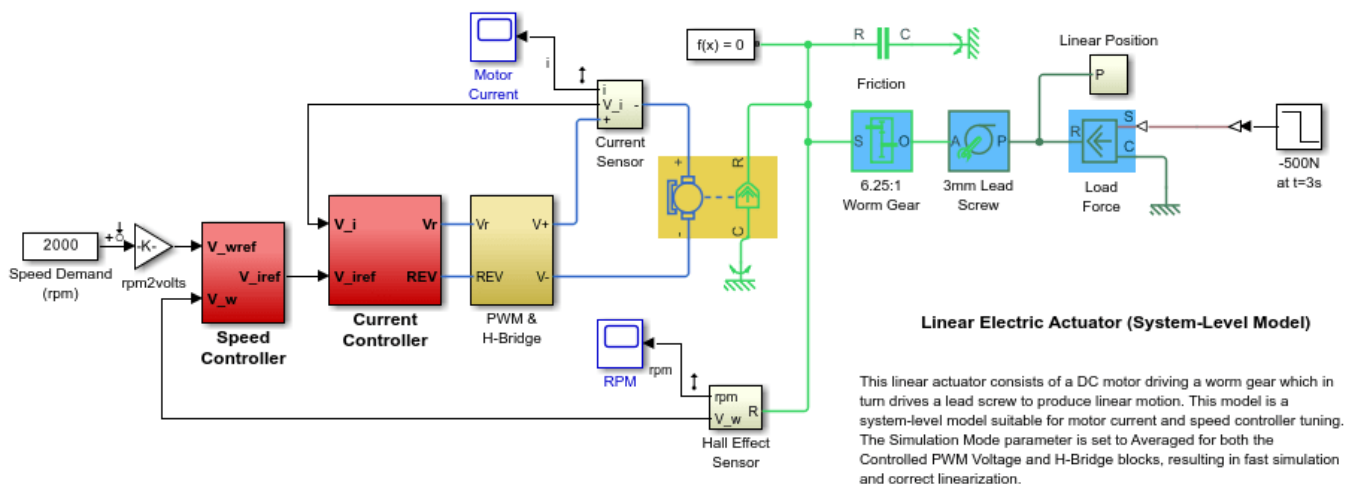 Motor
Current
i
i
V_i
+
-
Current
Sensor
f(x) = 0
R
C
Friction
Linear Position
P
S
O
6.25:1
Worm Gear
A
P
3mm Lead
Screw
R
S
C
Load
Force
-500N
at t=3s
+
-
R
C
2000
Speed Demand
(rpm)
+
-K-
rpm2volts
V_wref
V_iref
V_w
Speed
Controller
V_i
Vr
V_iref
REV
Current
Controller
Vr
V+
REV
V-
PWM &
H-Bridge
RPM
rpm
rpm
R
V_w
Hall Effect
Sensor
Linear Electric Actuator (System-Level Model)
This linear actuator consists of a DC motor driving a worm gear which in
turn drives a lead screw to produce linear motion. This model is a
system-level model suitable for motor current and speed controller tuning.
The Simulation Mode parameter is set to Averaged for both the
Controlled PWM Voltage and H-Bridge blocks, resulting in fast simulation
and correct linearization.